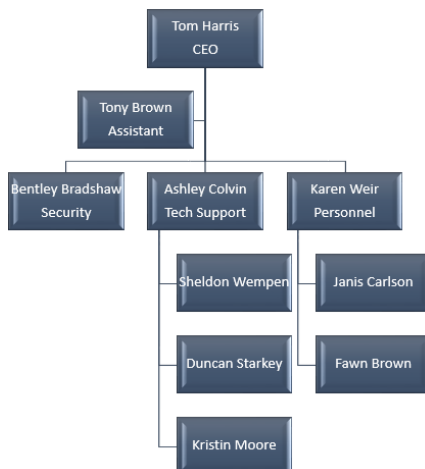 Tom Harris
CEO
Tony Brown
Assistant
Bentley Bradshaw
Security
Ashley Colvin
Tech Support
Karen Weir
Personnel
Sheldon Wempen
Janis Carlson
Duncan Starkey
Fawn Brown
Kristin Moore